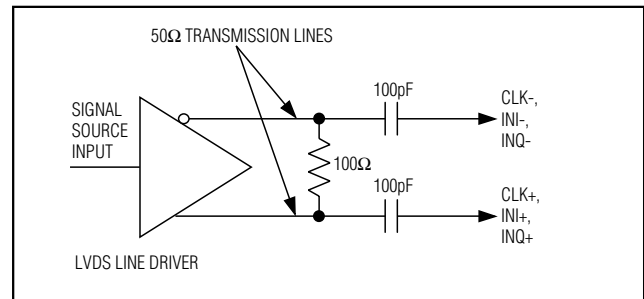 50Ω TRANSMISSION LINES
SIGNAL
SOURCE
INPUT
100pF
CLK-,
INI-,
INQ-
100Ω
100pF
CLK+,
INI+,
INQ+
LVDS LINE DRIVER